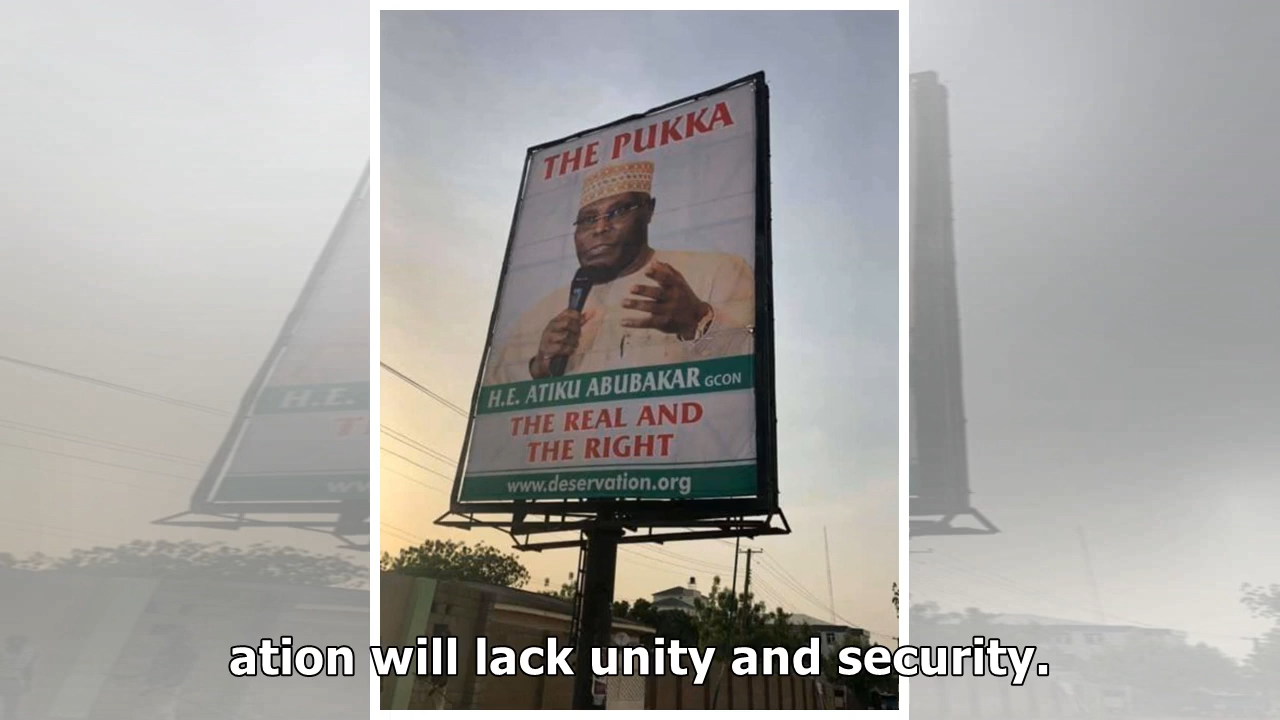 THE PUKKA
H.E. ATIKU ABUBAKAR GCON
THE REAL AND
THE RIGHT
www.deservation.org
ation will lack unity and security.